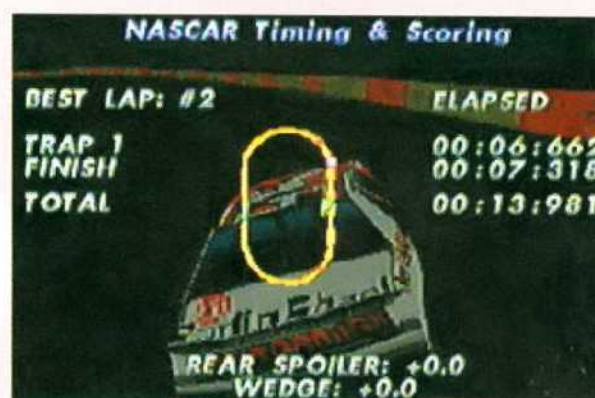 NASCAR Timing & Scoring
BEST LAP: #2 ELAPSED
TRAP 1 00:06:662
FINISH 00:07:318
TOTAL 00:13:981
REAR SPOILER: +0.0
WEDGE: +0.0